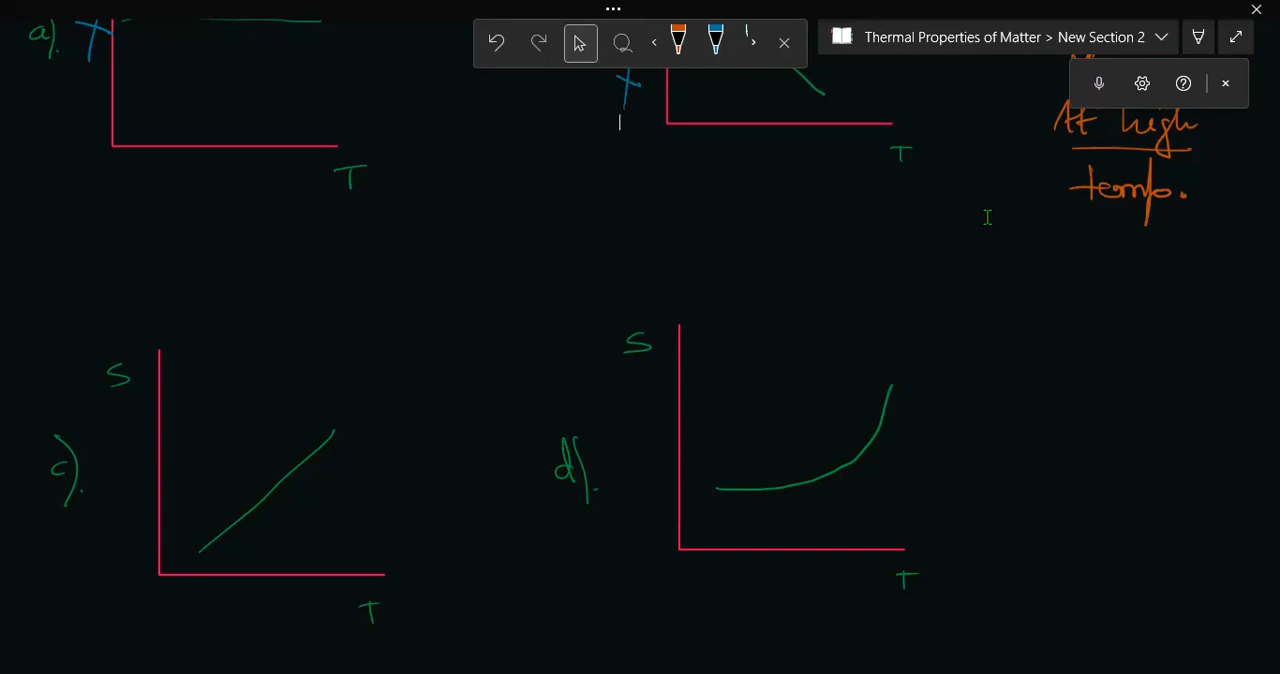 Thermal Properties of Matter > New Section 2
a).
T
T
At high
temp.
S
c).
T
S
d).
T